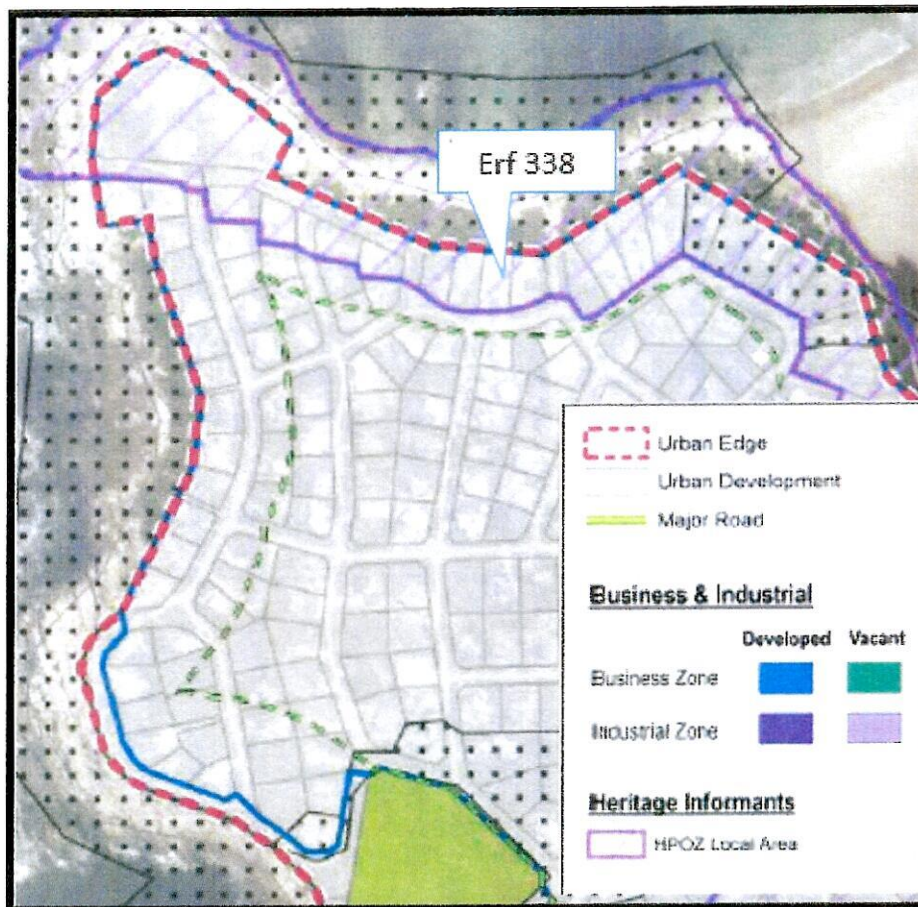 Erf 338
Urban Edge
Urban Development
Major Road
Business & Industrial
Developed Vacant
Business Zone
Industrial Zone
Heritage Informants
HPOZ Local Area